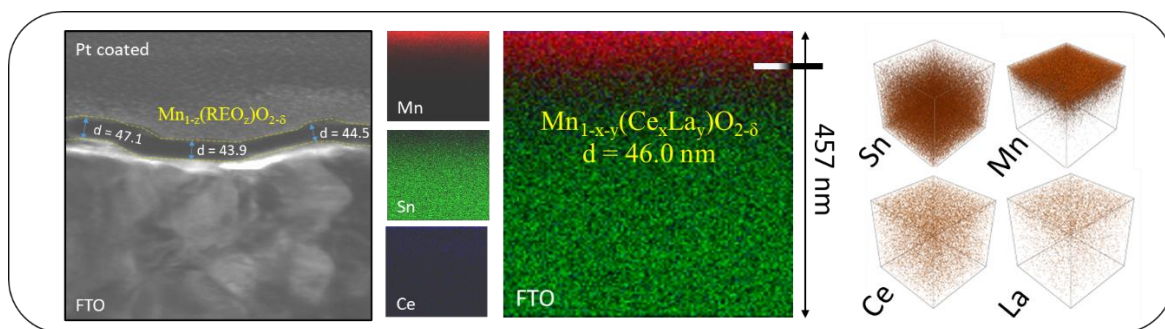 Pt coated
Mn₁₋z(REOz)O₂₋δ
d = 47.1
d = 43.9
d = 44.5
FTO
Mn
Sn
Ce
Mn₁₋ₓ₋y(CeₓLay)O₂₋δ
d = 46.0 nm
FTO
457 nm
Sn
Mn
Ce
La